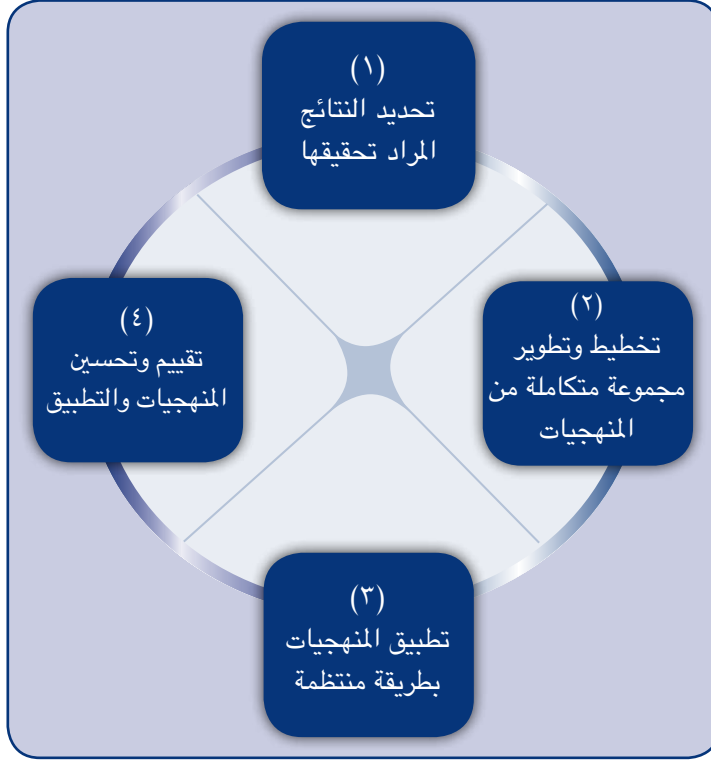 (١)
تحديد النتائج
المراد تحقيقها
(٢)
تخطيط وتطوير
مجموعة متكاملة من
المنهجيات
(٣)
تطبيق المنهجيات
بطريقة منتظمة
(٤)
تقييم وتحسين
المنهجيات والتطبيق